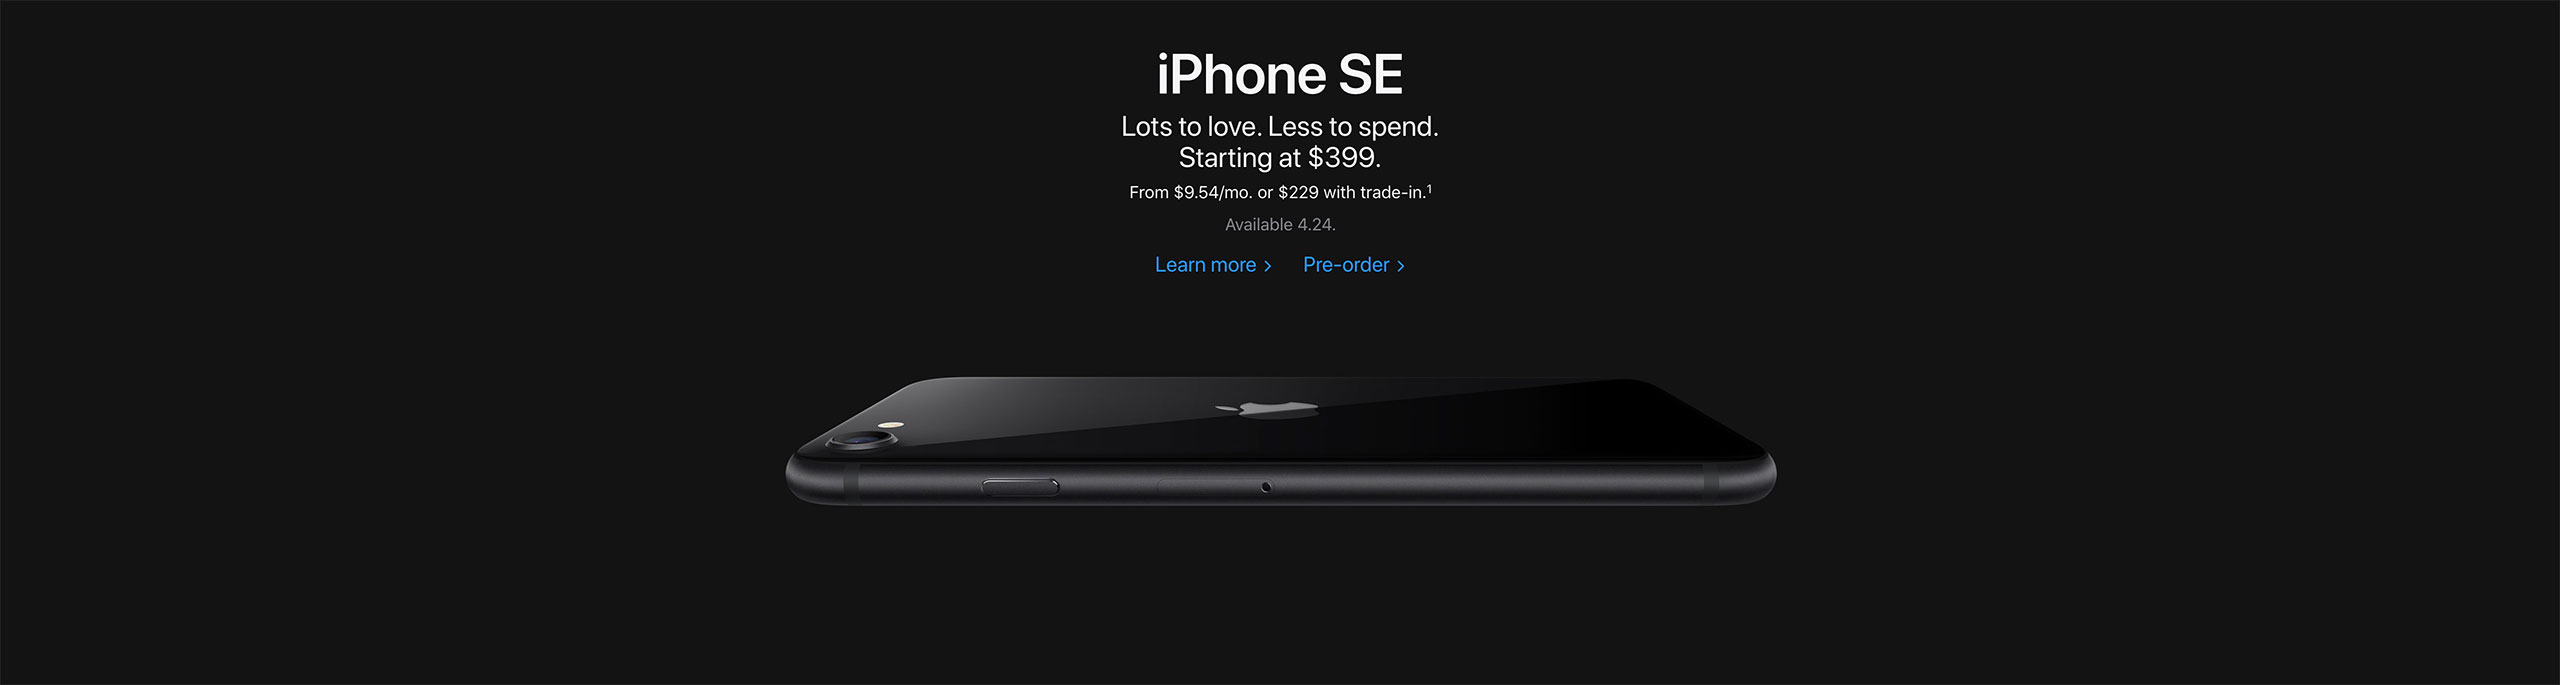 iPhone SE
Lots to love. Less to spend.
Starting at $399.
From $9.54/mo. or $229 with trade-in.¹
Available 4.24.
Learn more > Pre-order >